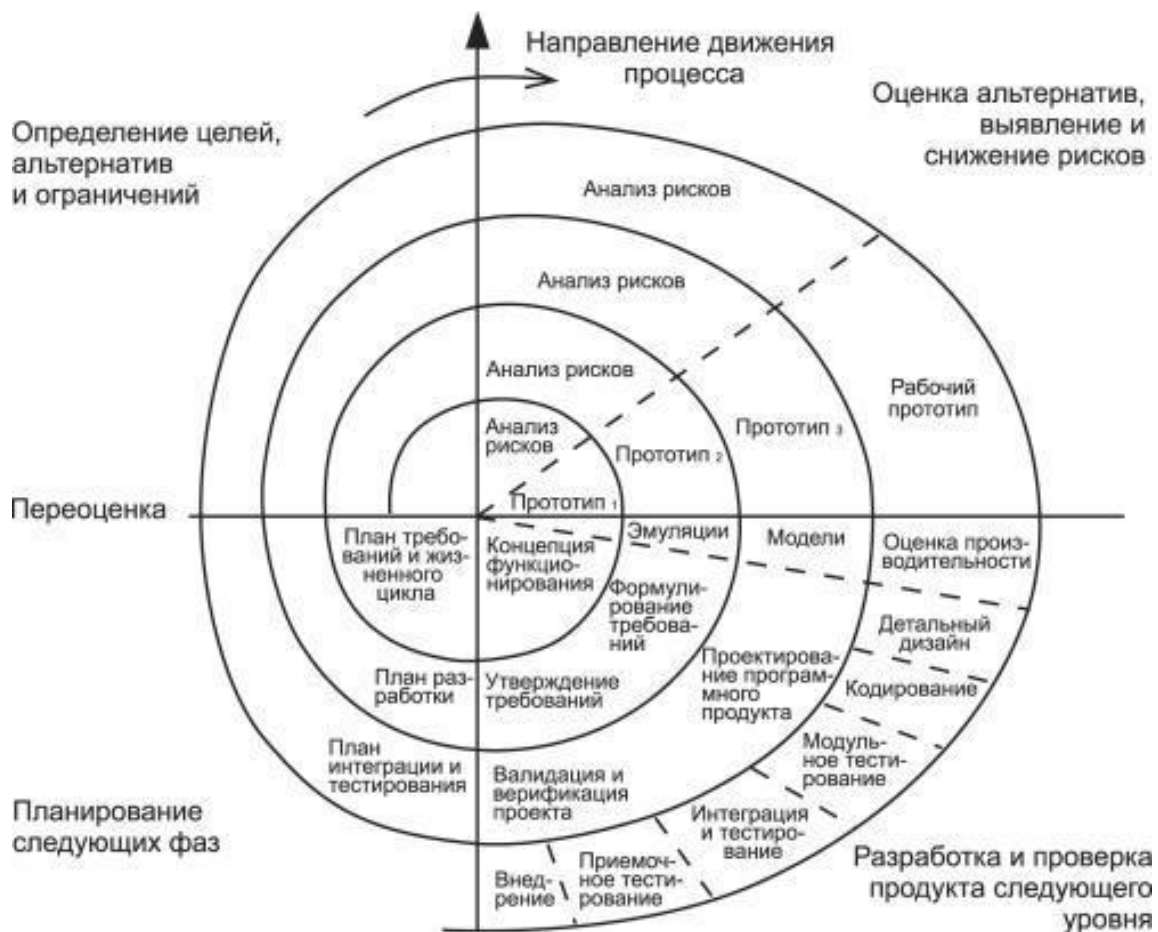 Направление движения
процесса
Оценка альтернатив,
выявление и
снижение рисков
Определение целей,
альтернатив
и ограничений
Анализ рисков
Анализ рисков
Анализ рисков
Анализ
рисков
Рабочий
прототип
Прототип 3
Прототип 2
Прототип 1
Переоценка
План требо-
ваний и жиз-
ненного
цикла
Концепция
функцио-
нирования
Эмуляции
Модели
Оценка произ-
водительности
Формули-
рование
требова-
ний
Детальный
дизайн
Кодирование
План раз-
работки
Утверждение
требований
Проектирова-
ние програм-
много
продукта
Модуль-
ное тести-
рование
План
интеграции и
тестирования
Валидация и
верификация
проекта
Интеграция
и тестиро-
вание
Планирование
следующих фаз
Внед-
рение
Приемоч-
ное тести-
рование
Разработка и проверка
продукта следующего
уровня